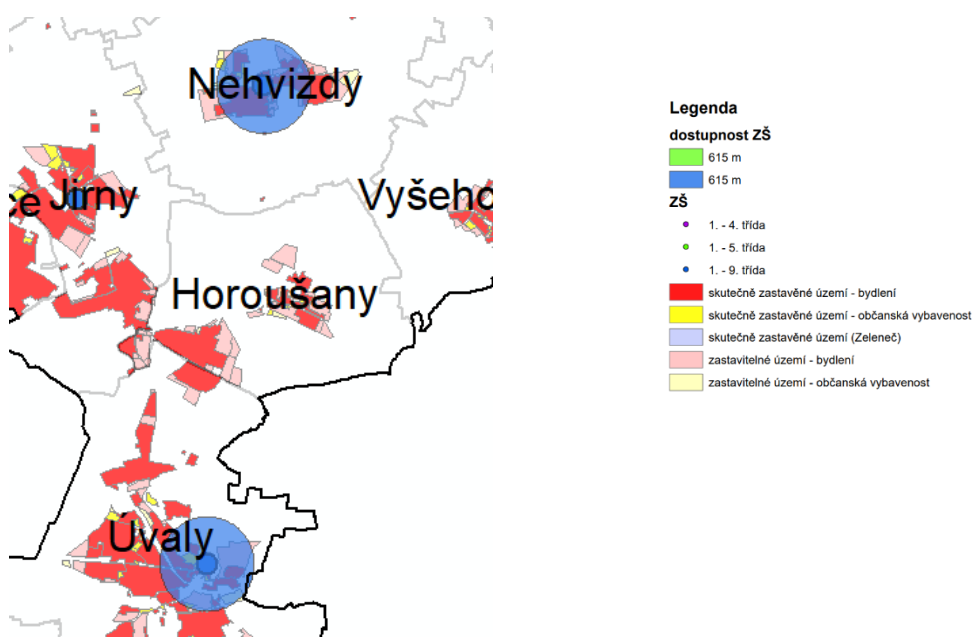 Nehvizdy
Jirny
Horoušany
Úvaly
Legenda
dostupnost ZŠ
615 m
615 m
ZŠ
1. - 4. třída
1. - 5. třída
1. - 9. třída
skutečně zastavěné území - bydlení
skutečně zastavěné území - občanská vybavenost
skutečně zastavěné území (Zeleneč)
zastavitelné území - bydlení
zastavitelné území - občanská vybavenost